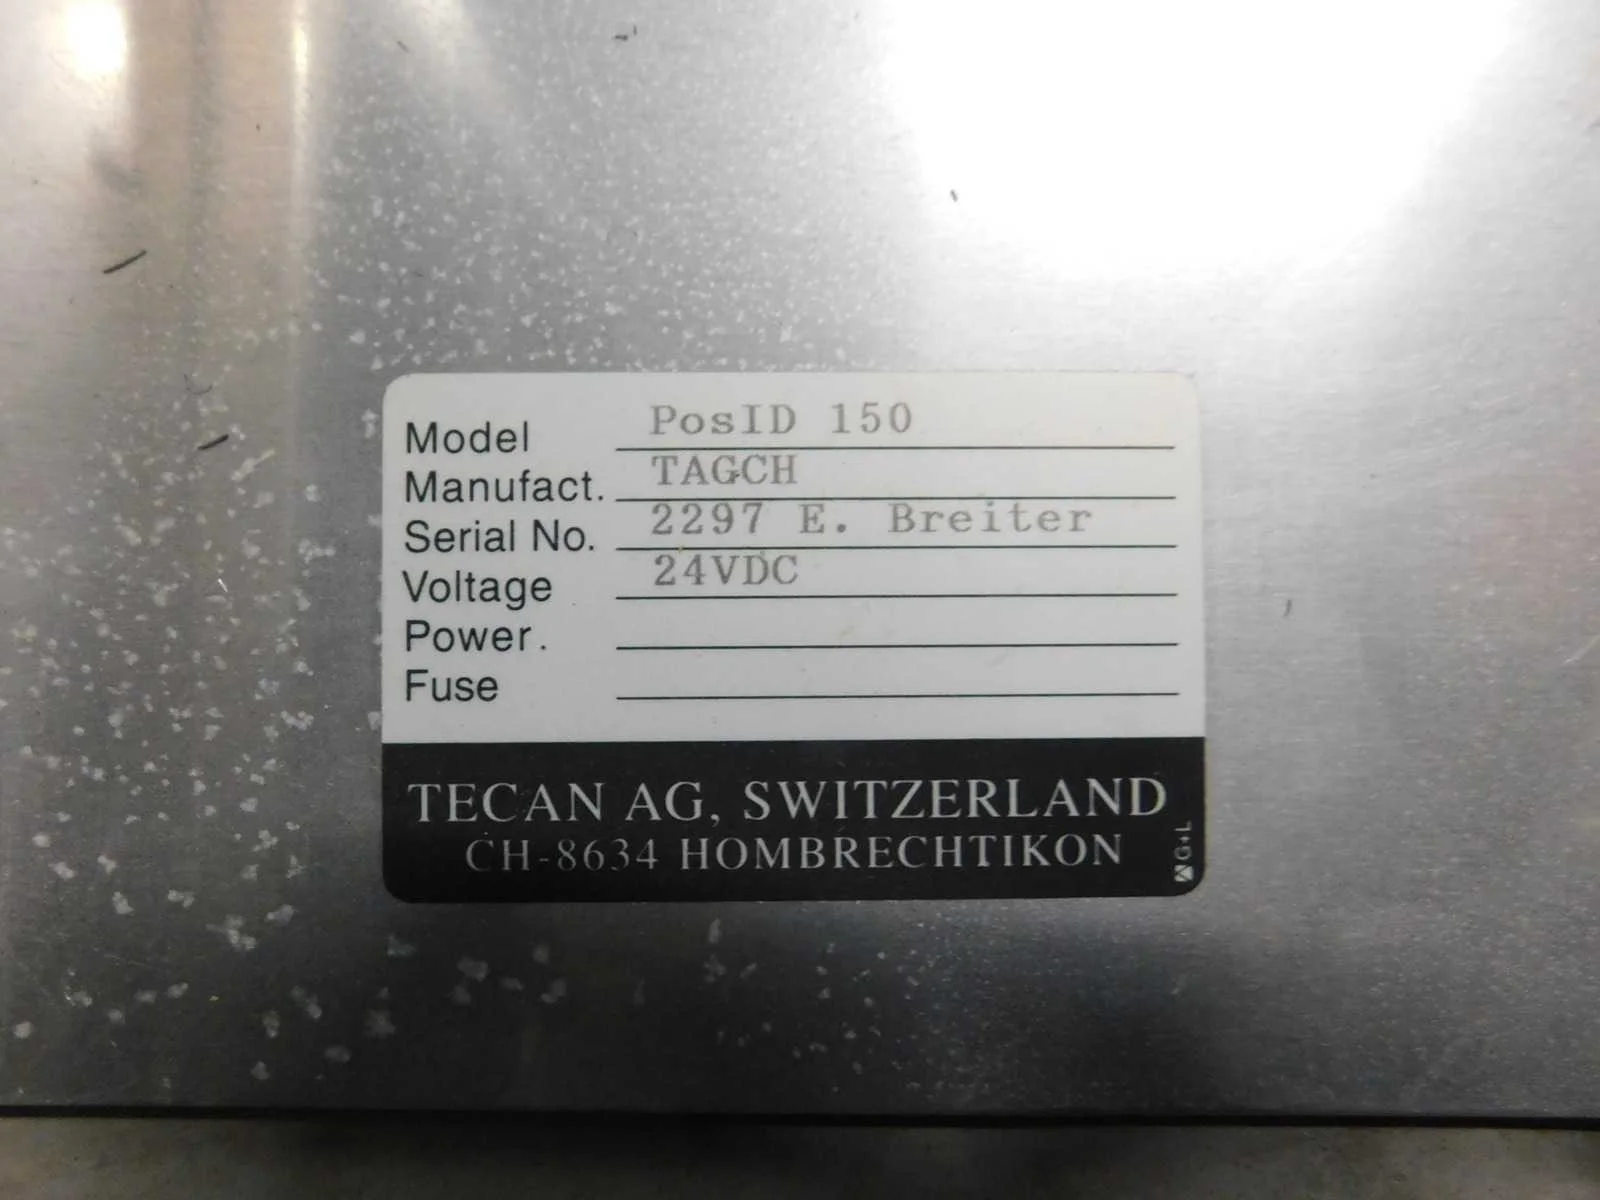 Model PosID 150
Manufact. TAGCH
Serial No. 2297 E. Breiter
Voltage 24VDC
Power.
Fuse
TECAN AG, SWITZERLAND
CH-8634 HOMBRECHTIKON
G+L